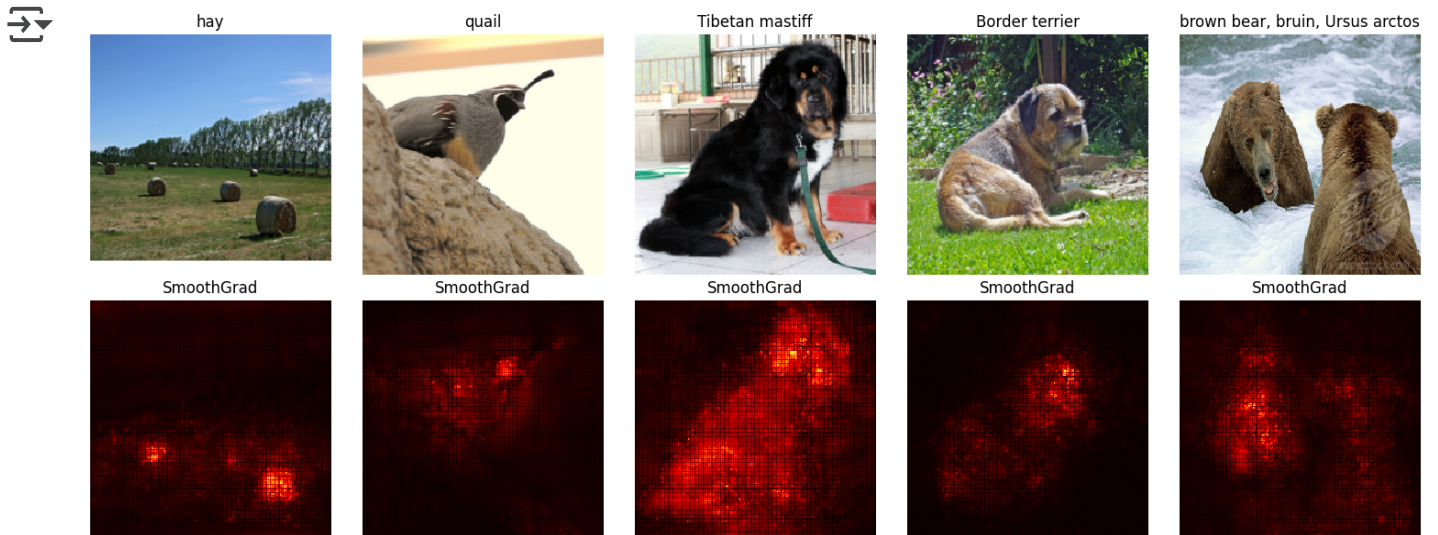 hay
quail
Tibetan mastiff
Border terrier
brown bear, bruin, Ursus arctos
SmoothGrad
SmoothGrad
SmoothGrad
SmoothGrad
SmoothGrad